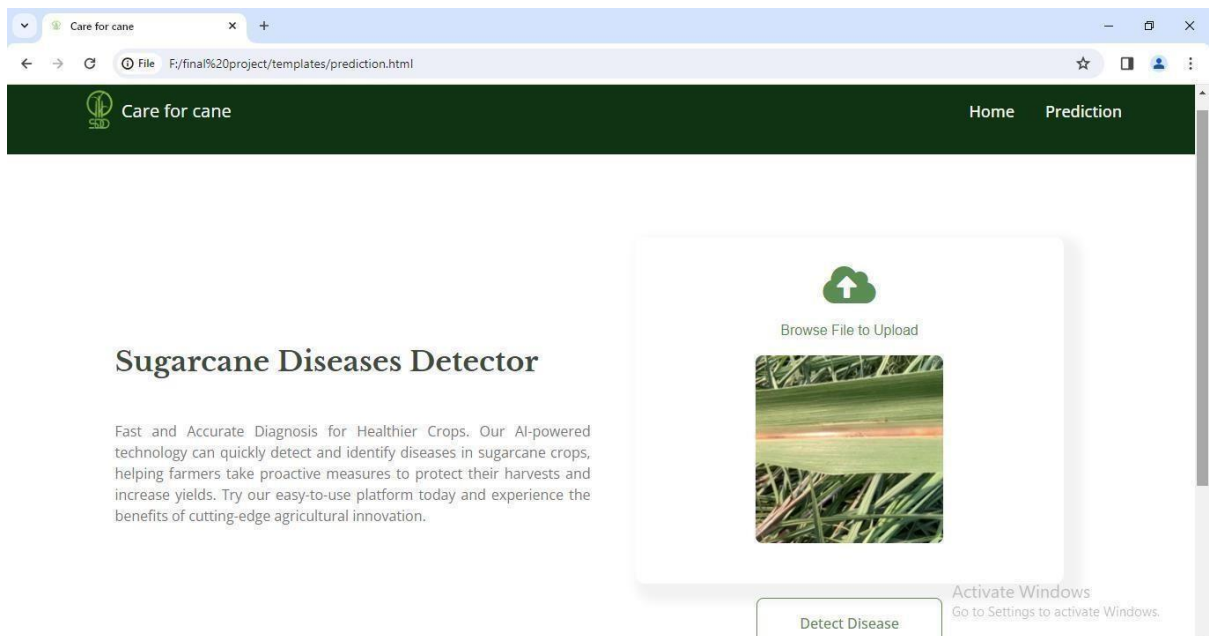 Care for cane
File F:/final%20project/templates/prediction.html
SDD
Care for cane
Home Prediction
Browse File to Upload
Sugarcane Diseases Detector
Fast and Accurate Diagnosis for Healthier Crops. Our AI-powered
technology can quickly detect and identify diseases in sugarcane crops,
helping farmers take proactive measures to protect their harvests and
increase yields. Try our easy-to-use platform today and experience the
benefits of cutting-edge agricultural innovation.
Activate Windows
Go to Settings to activate Windows.
Detect Disease